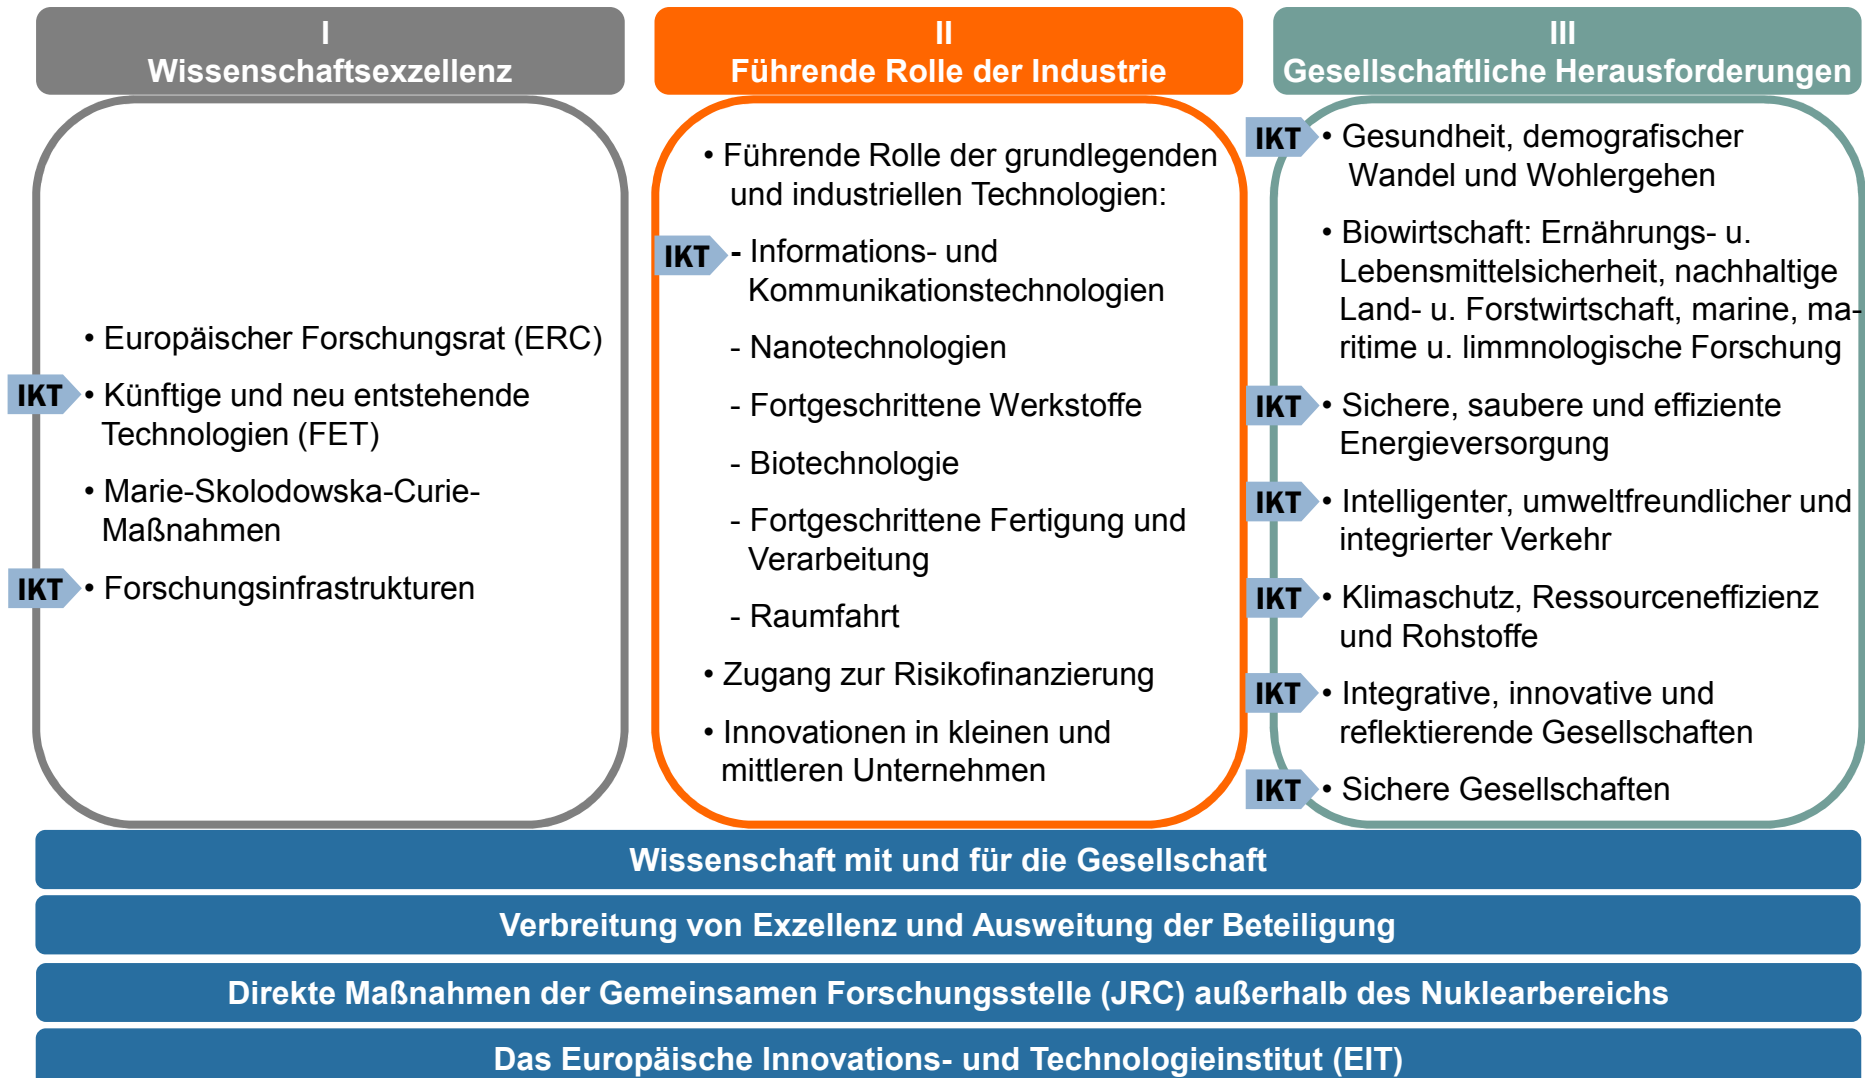 I
Wissenschaftsexzellenz
• Europäischer Forschungsrat (ERC)
IKT • Künftige und neu entstehende
Technologien (FET)
• Marie-Skolodowska-Curie-
Maßnahmen
IKT • Forschungsinfrastrukturen
II
Führende Rolle der Industrie
• Führende Rolle der grundlegenden
und industriellen Technologien:
IKT - Informations- und
Kommunikationstechnologien
- Nanotechnologien
- Fortgeschrittene Werkstoffe
- Biotechnologie
- Fortgeschrittene Fertigung und
Verarbeitung
- Raumfahrt
• Zugang zur Risikofinanzierung
• Innovationen in kleinen und
mittleren Unternehmen
III
Gesellschaftliche Herausforderungen
IKT • Gesundheit, demografischer
Wandel und Wohlergehen
• Biowirtschaft: Ernährungs- u.
Lebensmittelsicherheit, nachhaltige
Land- u. Forstwirtschaft, marine, ma-
ritime u. limmnologische Forschung
IKT • Sichere, saubere und effiziente
Energieversorgung
IKT • Intelligenter, umweltfreundlicher und
integrierter Verkehr
IKT • Klimaschutz, Ressourceneffizienz
und Rohstoffe
IKT • Integrative, innovative und
reflektierende Gesellschaften
IKT • Sichere Gesellschaften
Wissenschaft mit und für die Gesellschaft
Verbreitung von Exzellenz und Ausweitung der Beteiligung
Direkte Maßnahmen der Gemeinsamen Forschungsstelle (JRC) außerhalb des Nuklearbereichs
Das Europäische Innovations- und Technologieinstitut (EIT)